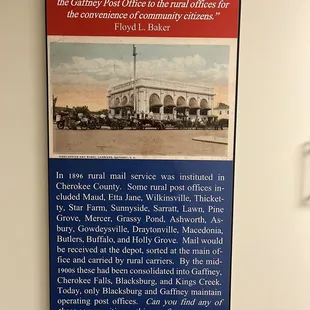 the Gaffney Post Office to the rural offices for
the convenience of community citizens."
Floyd L. Baker
In 1896 rural mail service was instituted in
Cherokee County. Some rural post offices in-
cluded Maud, Etta Jane, Wilkinsville, Thicket-
ty, Star Farm, Sunnyside, Sarratt, Lawn, Pine
Grove, Mercer, Grassy Pond, Ashworth, As-
bury, Gowdeysville, Draytonville, Macedonia,
Butlers, Buffalo, and Holly Grove. Mail would
be received at the depot, sorted at the main of-
fice and carried by rural carriers. By the mid-
1900s these had been consolidated into Gaffney,
Cherokee Falls, Blacksburg, and Kings Creek.
Today, only Blacksburg and Gaffney maintain
operating post offices. Can you find any of